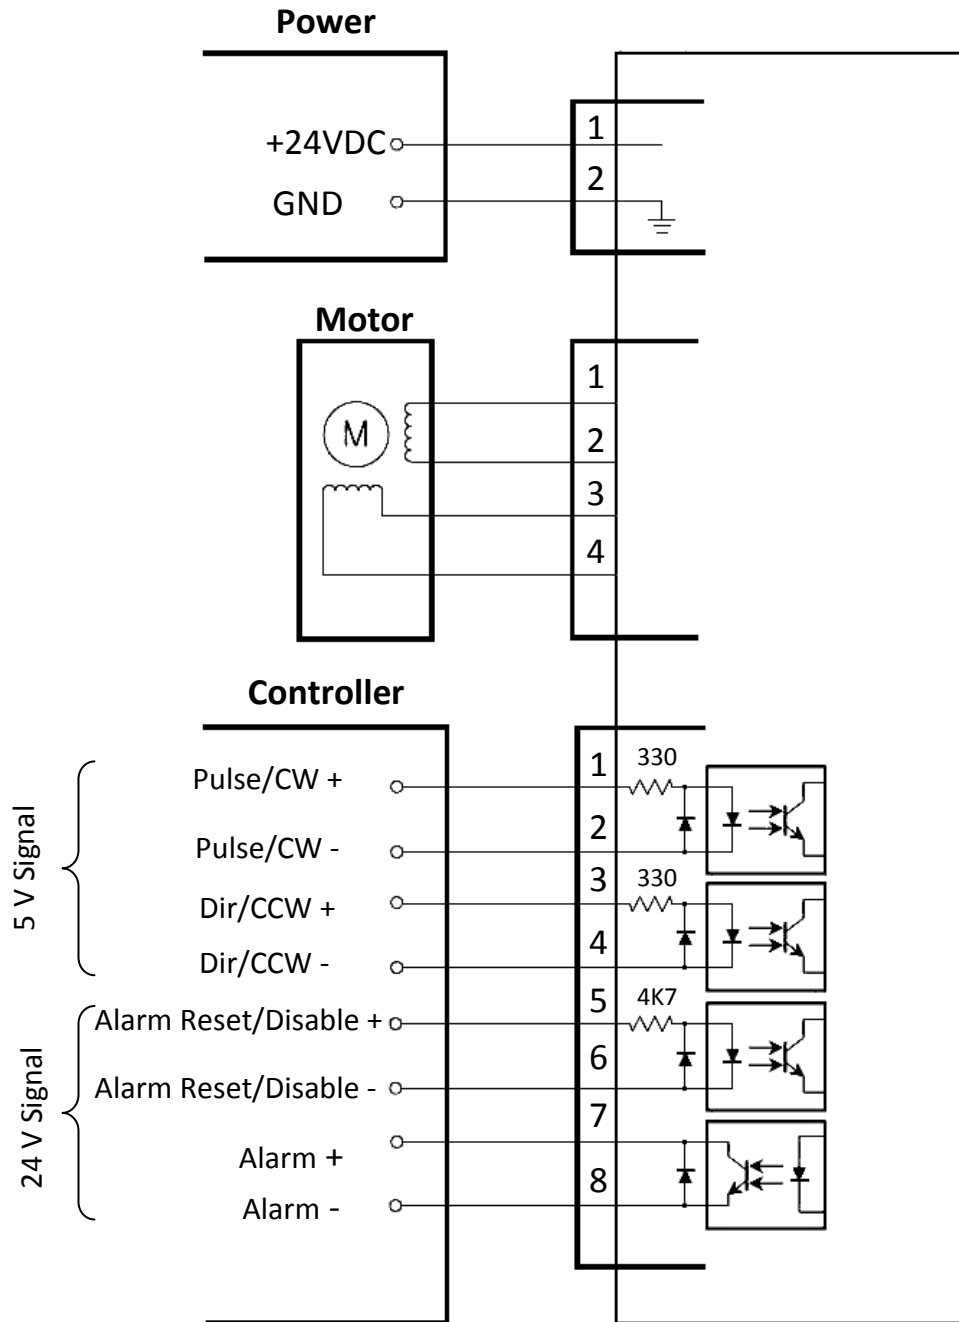 Power
+24VDC
1
GND
2
Motor
M
1
2
3
4
Controller
5 V Signal
Pulse/CW +
1
330
Pulse/CW -
2
Dir/CCW +
3
330
Dir/CCW -
4
24 V Signal
Alarm Reset/Disable +
5
4K7
Alarm Reset/Disable -
6
Alarm +
7
Alarm -
8